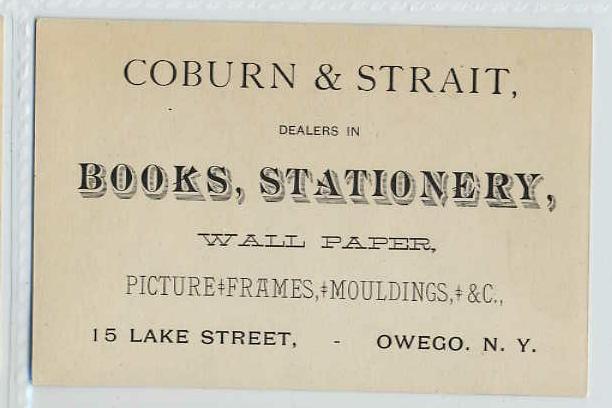 COBURN & STRAIT,
DEALERS IN
BOOKS, STATIONERY,
WALL PAPER,
PICTURE‡FRAMES,‡MOULDINGS,‡&C.,
15 LAKE STREET, - OWEGO. N. Y.